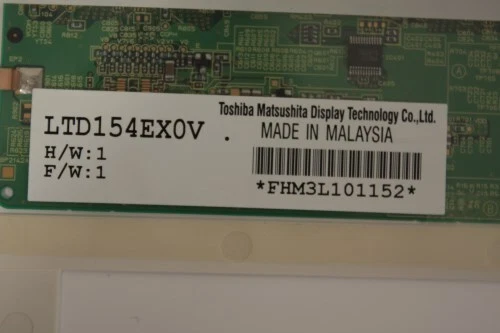 Toshiba Matsushita Display Technology Co.,Ltd.
LTD154EX0V .
MADE IN MALAYSIA
H/W:1
F/W:1
*FHM3L101152*